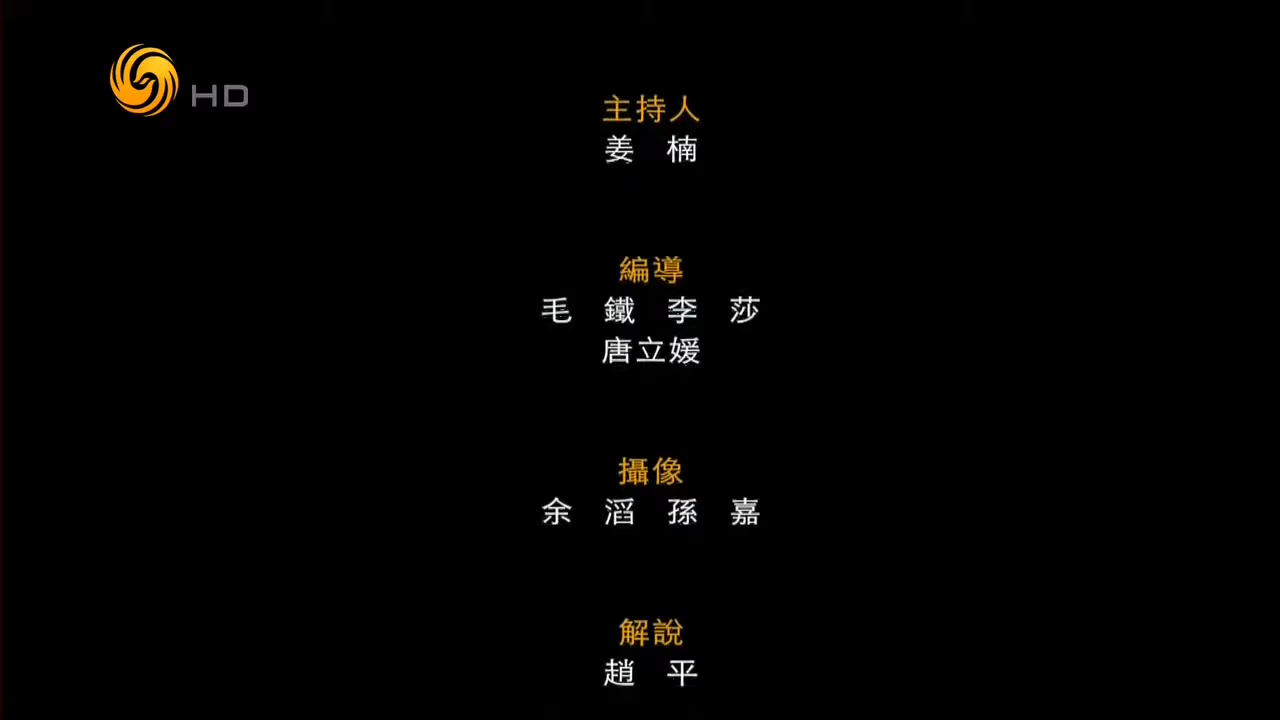 HD
主持人
姜 楠
編導
毛 鐵 李 莎
唐立媛
攝像
余 滔 孫 嘉
解說
趙 平